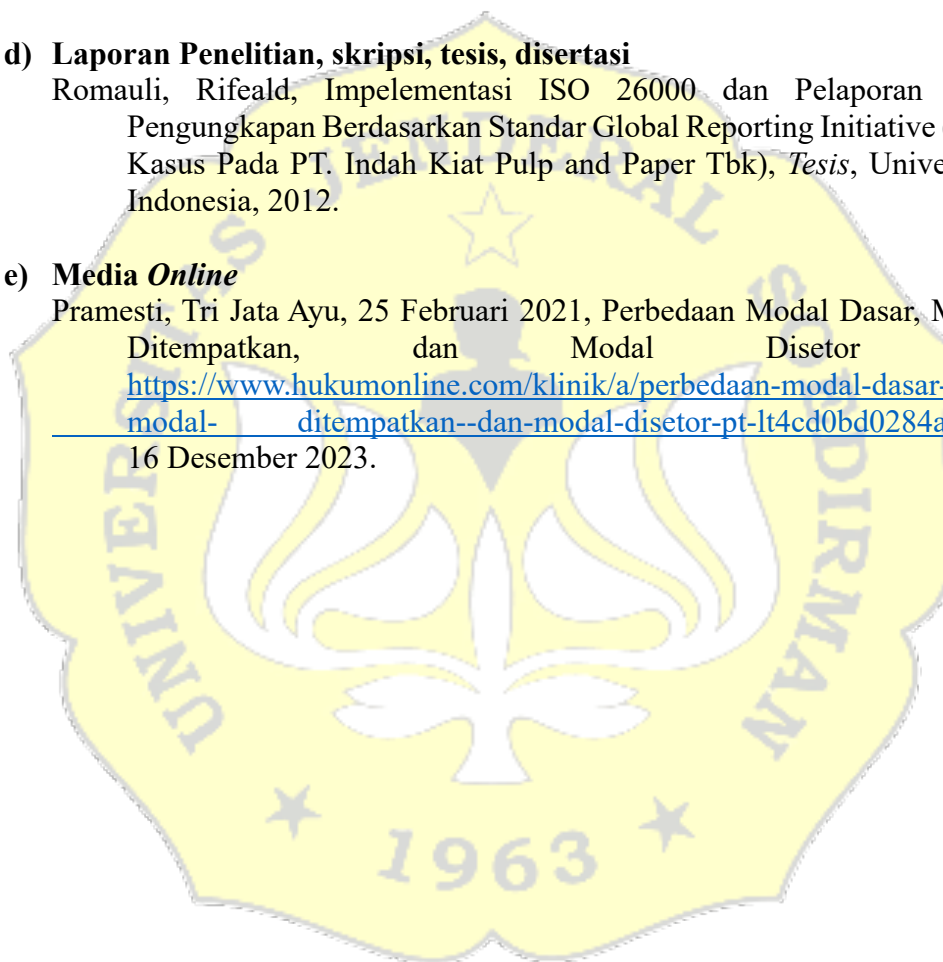 d) Laporan Penelitian, skripsi, tesis, disertasi
Romauli, Rifeald, Impelementasi ISO 26000 dan Pelaporan
Pengungkapan Berdasarkan Standar Global Reporting Initiative
Kasus Pada PT. Indah Kiat Pulp and Paper Tbk), Tesis, Unive
Indonesia, 2012.
e) Media Online
Pramesti, Tri Jata Ayu, 25 Februari 2021, Perbedaan Modal Dasar, M
Ditempatkan, dan Modal Disetor
https://www.hukumonline.com/klinik/a/perbedaan-modal-dasar-
modal- ditempatkan--dan-modal-disetor-pt-lt4cd0bd0284a
16 Desember 2023.
UNIVERSITAS JENDERAL SOEDIRMAN
1963